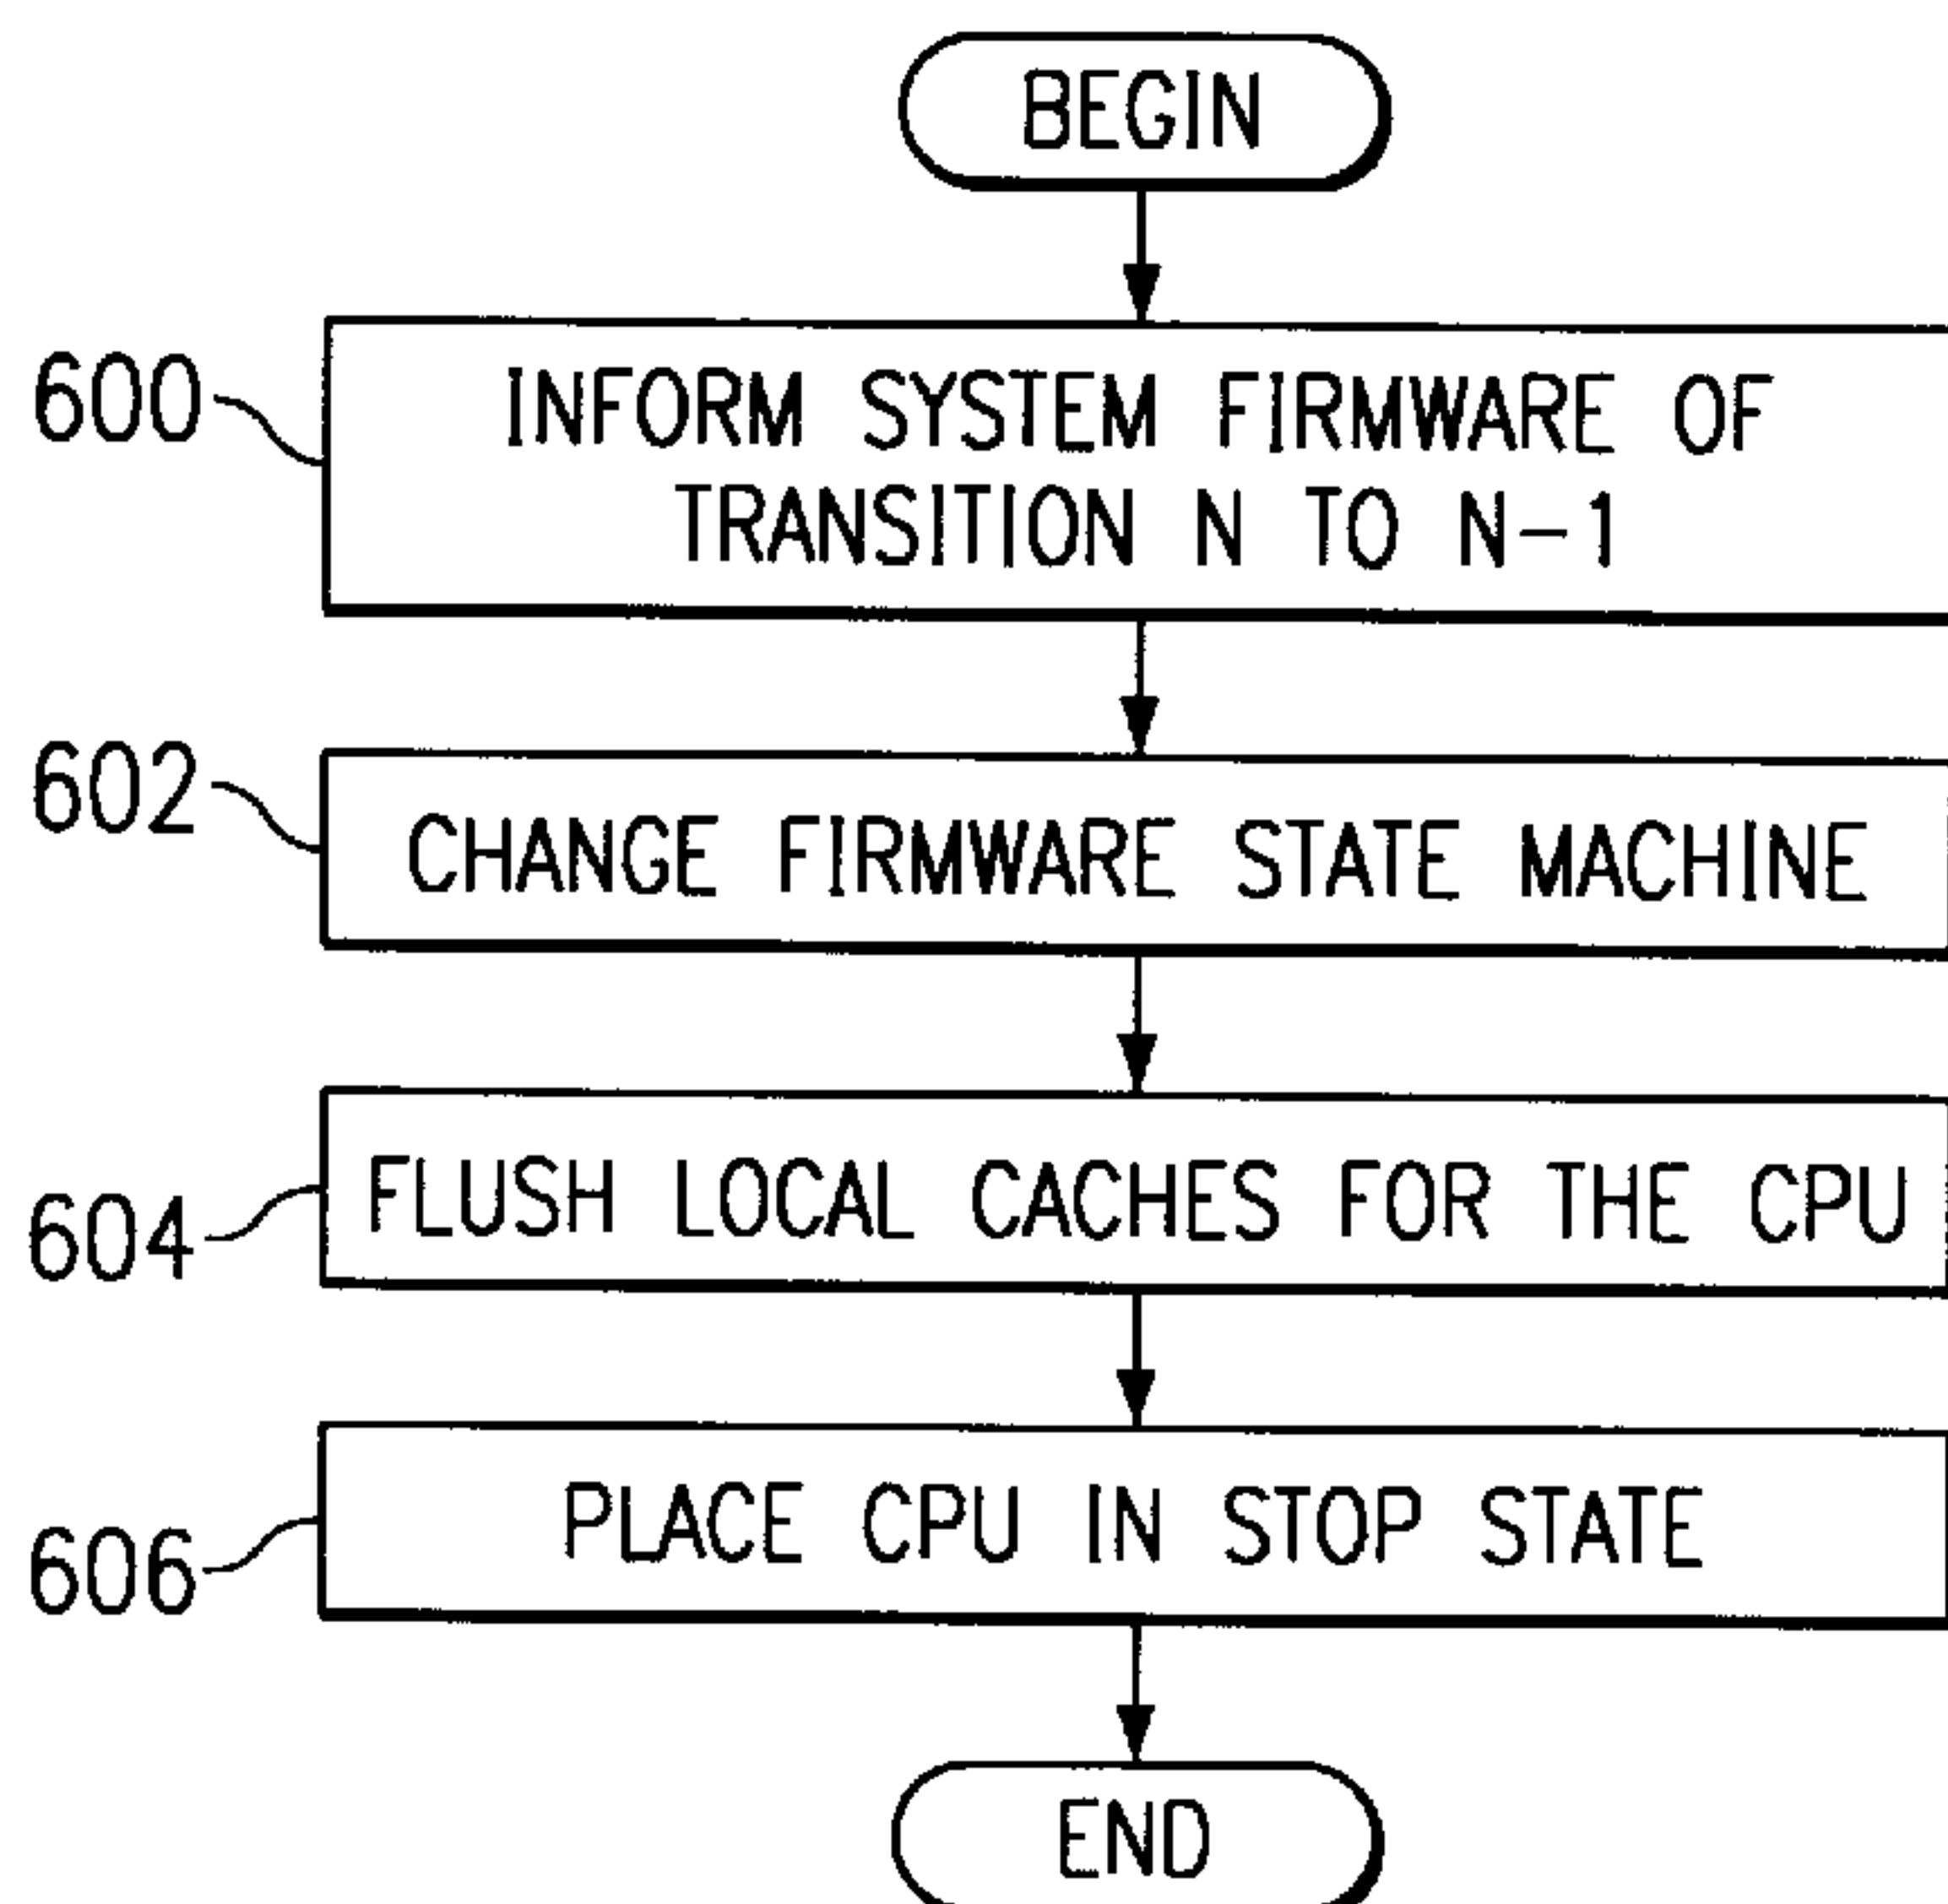 BEGIN
600
INFORM SYSTEM FIRMWARE OF
TRANSITION N TO N-1
602
CHANGE FIRMWARE STATE MACHINE
604
FLUSH LOCAL CACHES FOR THE CPU
606
PLACE CPU IN STOP STATE
END